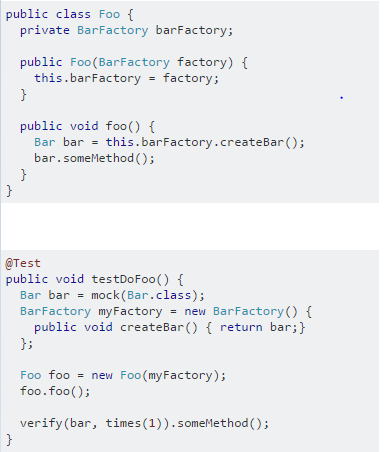 public class Foo {
  private BarFactory barFactory;

  public Foo(BarFactory factory) {
    this.barFactory = factory;
  }

  public void foo() {
    Bar bar = this.barFactory.createBar();
    bar.someMethod();
  }
}

@Test
public void testDoFoo() {
  Bar bar = mock(Bar.class);
  BarFactory myFactory = new BarFactory() {
    public void createBar() { return bar;}
  };

  Foo foo = new Foo(myFactory);
  foo.foo();

  verify(bar, times(1)).someMethod();
}